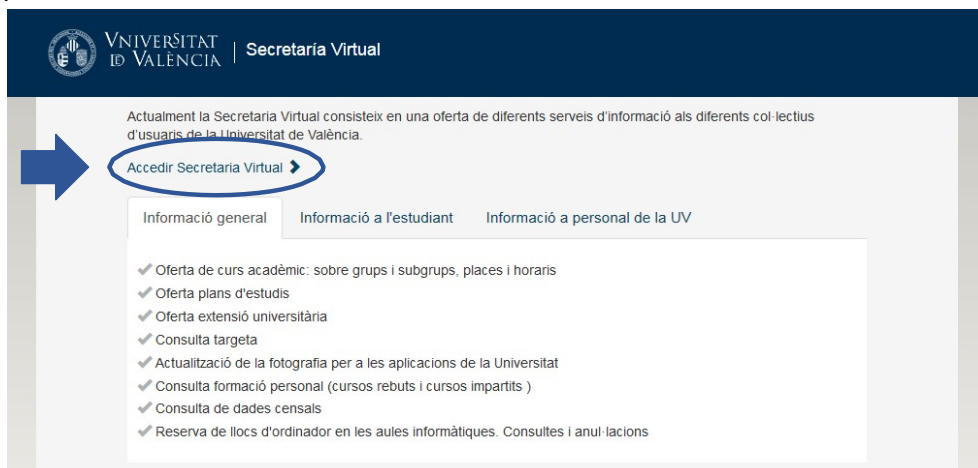 VNIVERSITAT
ID VALÈNCIA
Secretaría Virtual
Actualment la Secretaria Virtual consisteix en una oferta de diferents serveis d'informació als diferents col·lectius
d'usuaris de la Universitat de València.
Accedir Secretaria Virtual
Informació general
Informació a l'estudiant
Informació a personal de la UV
Oferta de curs acadèmic: sobre grups i subgrups, places i horaris
Oferta plans d'estudis
Oferta extensió universitària
Consulta targeta
Actualització de la fotografia per a les aplicacions de la Universitat
Consulta formació personal (cursos rebuts i cursos impartits )
Consulta de dades censals
Reserva de llocs d'ordinador en les aules informàtiques. Consultes i anul·lacions